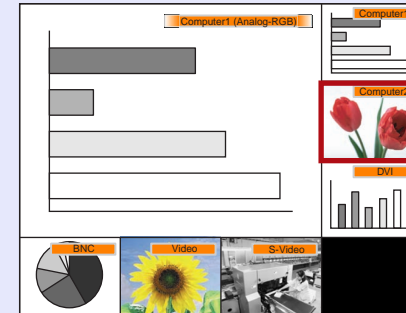 Computer1 (Analog-RGB)
Computer1
Computer2
DVI
BNC
Video
S-Video